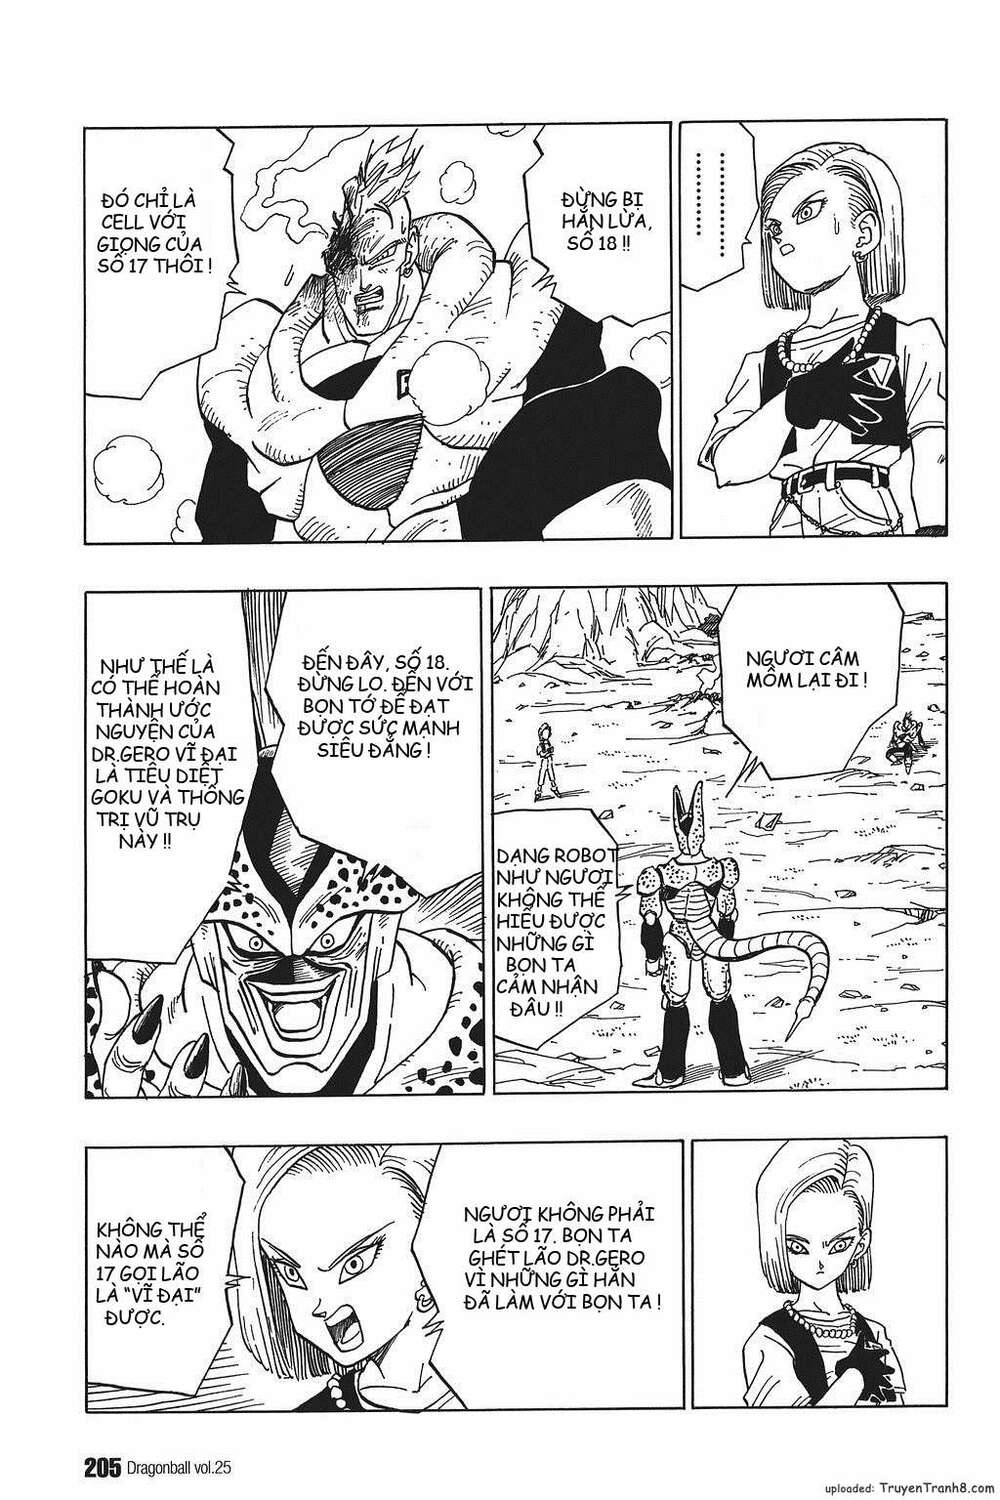 ĐỪNG BỊ
HẮN LỪA,
SỐ 18 !!
ĐÓ CHỈ LÀ
CELL VỚI
GIỌNG CỦA
SỐ 17 THÔI !
NGƯƠI CÂM
MỒM LẠI ĐI !
DẠNG ROBOT
NHƯ NGƯƠI
KHÔNG THỂ
HIỂU ĐƯỢC
NHỮNG GÌ
BỌN TA
CẢM NHẬN
ĐÂU !!
ĐẾN ĐÂY, SỐ 18.
ĐỪNG LO. ĐẾN VỚI
BỌN TỚ ĐỂ ĐẠT
ĐƯỢC SỨC MẠNH
SIÊU ĐẲNG !
NHƯ THẾ LÀ
CÓ THỂ HOÀN
THÀNH ƯỚC
NGUYỆN CỦA
DR.GERO VĨ ĐẠI
LÀ TIÊU DIỆT
GOKU VÀ THỐNG
TRỊ VŨ TRỤ
NÀY !!
NGƯƠI KHÔNG PHẢI
LÀ SỐ 17. BỌN TA
GHÉT LÃO DR.GERO
VÌ NHỮNG GÌ HẮN
ĐÃ LÀM VỚI BỌN TA !
KHÔNG THỂ
NÀO MÀ SỐ
17 GỌI LÃO
LÀ "VĨ ĐẠI"
ĐƯỢC.
205 Dragonball vol.25
uploaded: TruyenTranh8.com